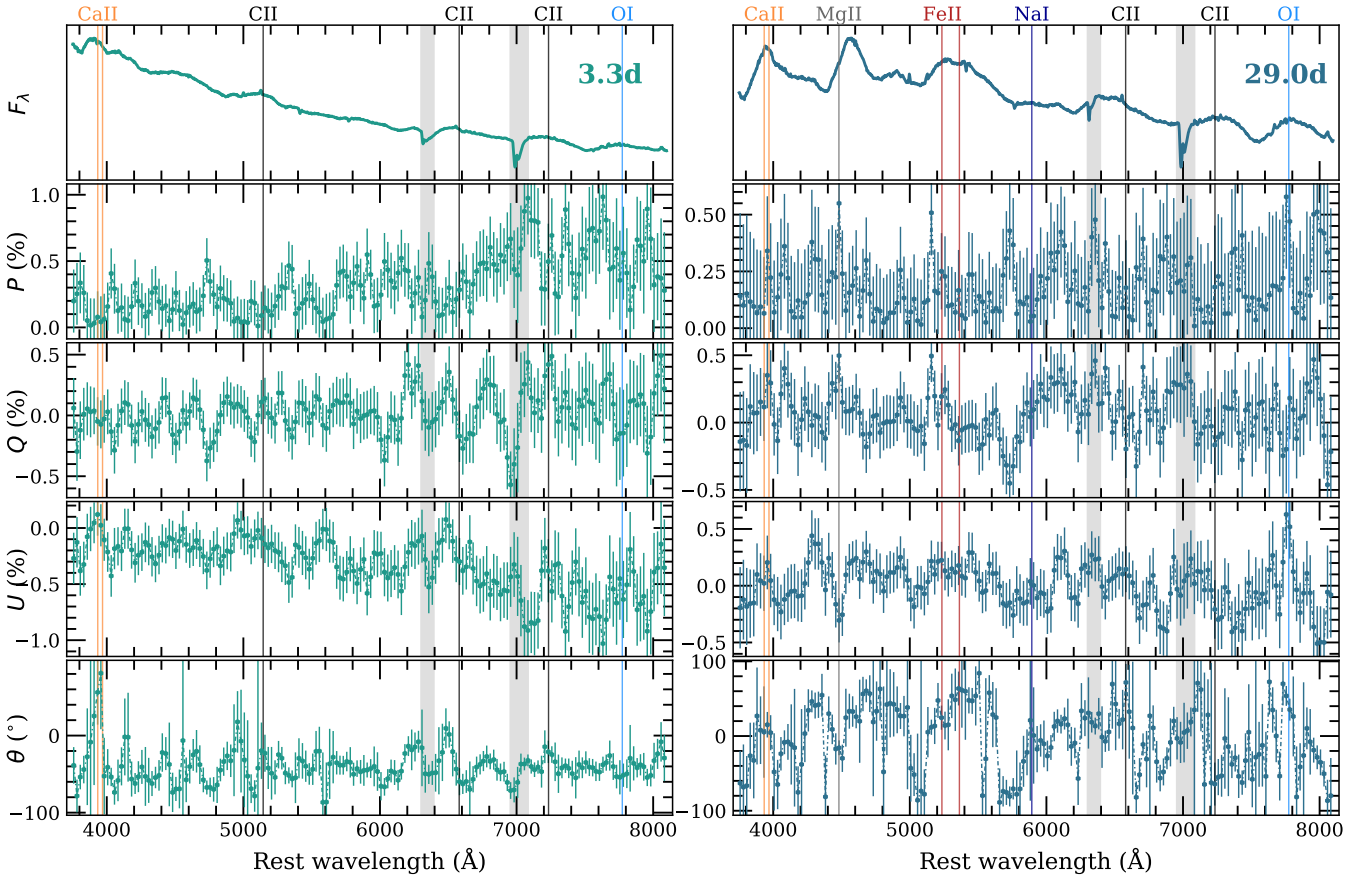 CaII CII CII CII OI
CaII MgII FeII NaI CII CII OI
F_λ
3.3d
29.0d
P (%)
1.0
0.5
0.0
0.50
0.25
0.00
Q (%)
0.5
0.0
−0.5
0.5
0.0
−0.5
U (%)
0.0
−0.5
−1.0
0.5
0.0
−0.5
θ (°)
0
−100
100
0
−100
4000 5000 6000 7000 8000
4000 5000 6000 7000 8000
Rest wavelength (Å)
Rest wavelength (Å)